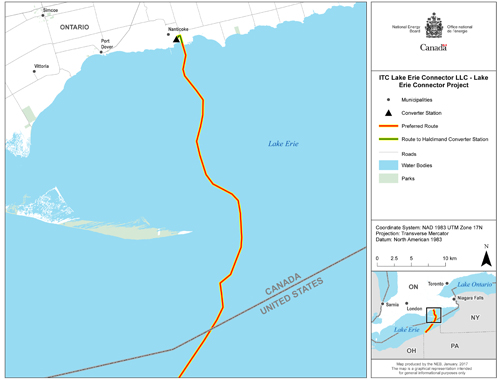 Simcoe
ONTARIO
Nanticoke
Port
Dover
Vittoria
Lake Erie
CANADA
UNITED STATES
National Energy
Board
Office national
de l'énergie
Canada
ITC Lake Erie Connector LLC - Lake
Erie Connector Project
Municipalities
Converter Station
Preferred Route
Route to Haldimand Converter Station
Roads
Water Bodies
Parks
Coordinate System: NAD 1983 UTM Zone 17N
Projection: Transverse Mercator
Datum: North American 1983
0 2.5 5 10 km
N
ON
Toronto
Lake Ontario
Sarnia
London
Niagara Falls
NY
Lake Erie
OH
PA
Map produced by the NEB, January, 2017
The map is a graphical representation intended
for general informational purposes only.